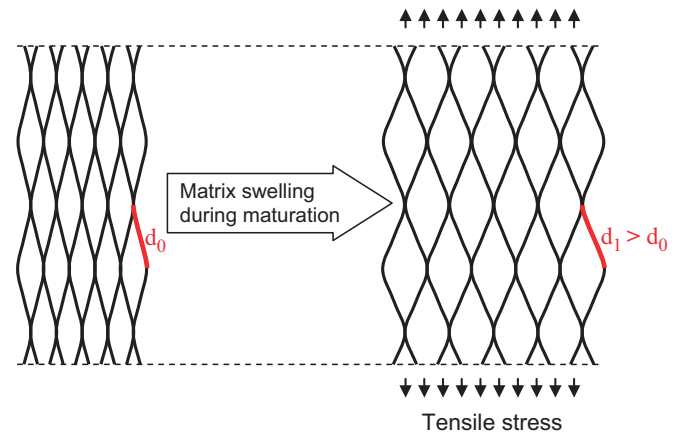 Matrix swelling
during maturation
d₀
d₁ > d₀
Tensile stress